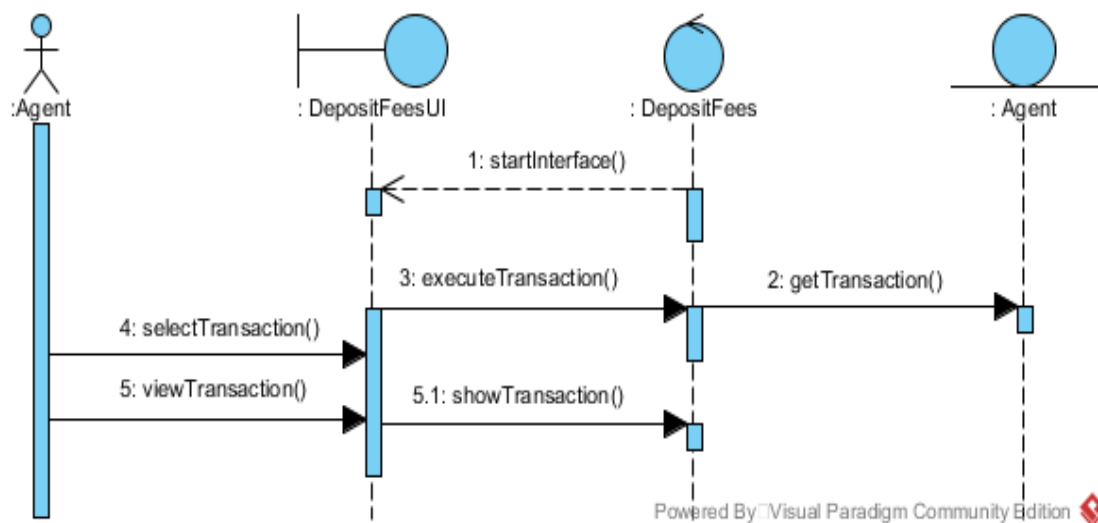 :Agent
: DepositFeesUI
: DepositFees
: Agent
1: startInterface()
3: executeTransaction()
2: getTransaction()
4: selectTransaction()
5: viewTransaction()
5.1: showTransaction()
Powered By Visual Paradigm Community Edition